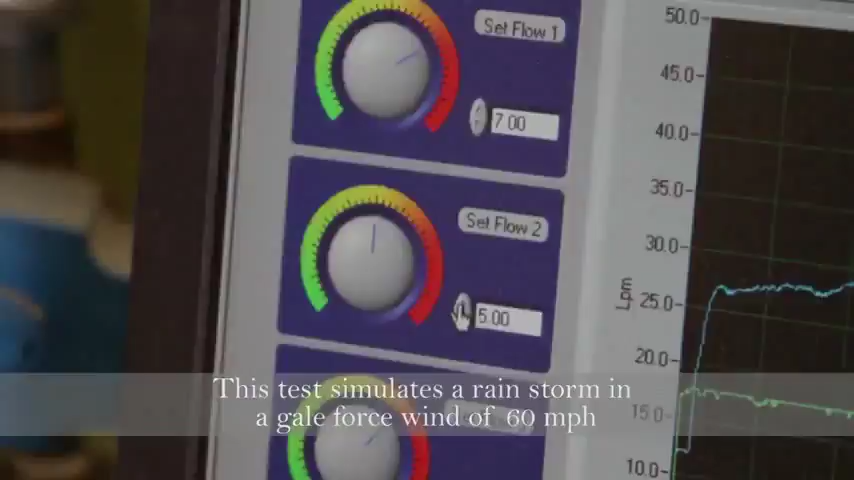 Set Flow 1
7.00
Set Flow 2
5.00
50.0
45.0
40.0
35.0
30.0
25.0
20.0
15.0
10.0
Lpm
This test simulates a rain storm in
a gale force wind of 60 mph